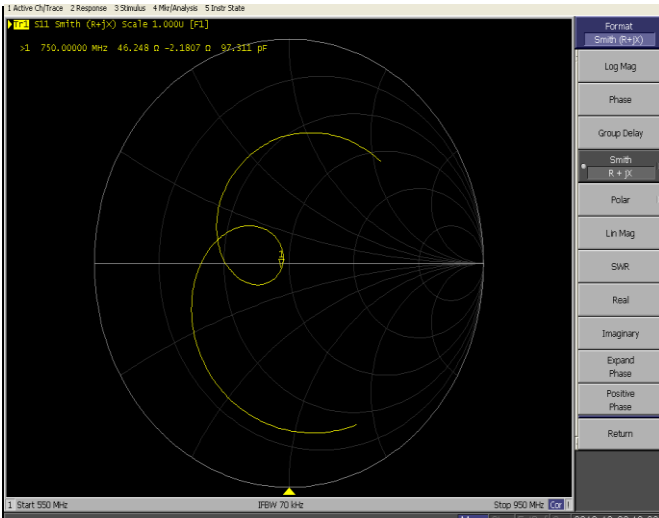 1 Active Ch/Trace 2 Response 3 Stimulus 4 Mkr/Analysis 5 Instr State
Tr1 S11 Smith (R+jX) Scale 1.000U [F1]
>1 750.00000 MHz 46.248 Ω -2.1807 Ω 97.311 pF
1
Format
Smith (R+jX)
Log Mag
Phase
Group Delay
Smith
R + jX
Polar
Lin Mag
SWR
Real
Imaginary
Expand
Phase
Positive
Phase
Return
1 Start 550 MHz
IFBW 70 kHz
Stop 950 MHz Cor !